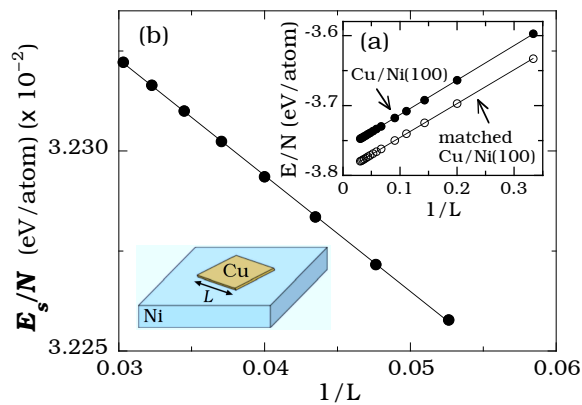 (b)
(a)
E_s/N (eV/atom) (x 10^-2)
3.230
3.225
0.03
0.04
0.05
0.06
1/L
E/N (eV/atom)
-3.6
-3.7
-3.8
0
0.1
0.2
0.3
1/L
Cu/Ni(100)
matched
Cu/Ni(100)
Cu
L
Ni